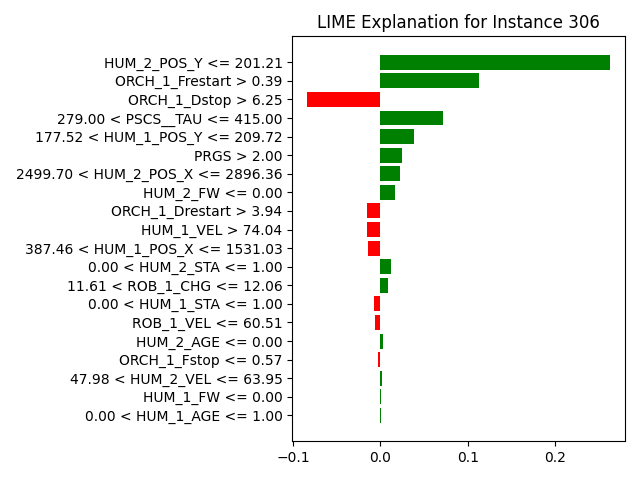 LIME Explanation for Instance 306
HUM_2_POS_Y <= 201.21
ORCH_1_Frestart > 0.39
ORCH_1_Dstop > 6.25
279.00 < PSCS__TAU <= 415.00
177.52 < HUM_1_POS_Y <= 209.72
PRGS > 2.00
2499.70 < HUM_2_POS_X <= 2896.36
HUM_2_FW <= 0.00
ORCH_1_Drestart > 3.94
HUM_1_VEL > 74.04
387.46 < HUM_1_POS_X <= 1531.03
0.00 < HUM_2_STA <= 1.00
11.61 < ROB_1_CHG <= 12.06
0.00 < HUM_1_STA <= 1.00
ROB_1_VEL <= 60.51
HUM_2_AGE <= 0.00
ORCH_1_Fstop <= 0.57
47.98 < HUM_2_VEL <= 63.95
HUM_1_FW <= 0.00
0.00 < HUM_1_AGE <= 1.00
−0.1 0.0 0.1 0.2